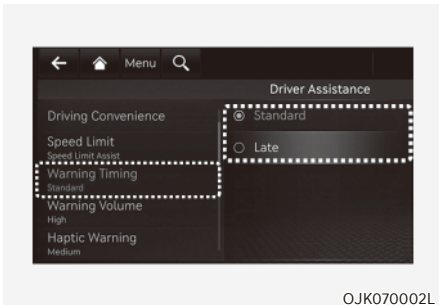 Menu
Driver Assistance
Driving Convenience
Speed Limit
Speed Limit Assist
Warning Timing
Standard
Warning Volume
High
Haptic Warning
Medium
Standard
Late
OJK070002L